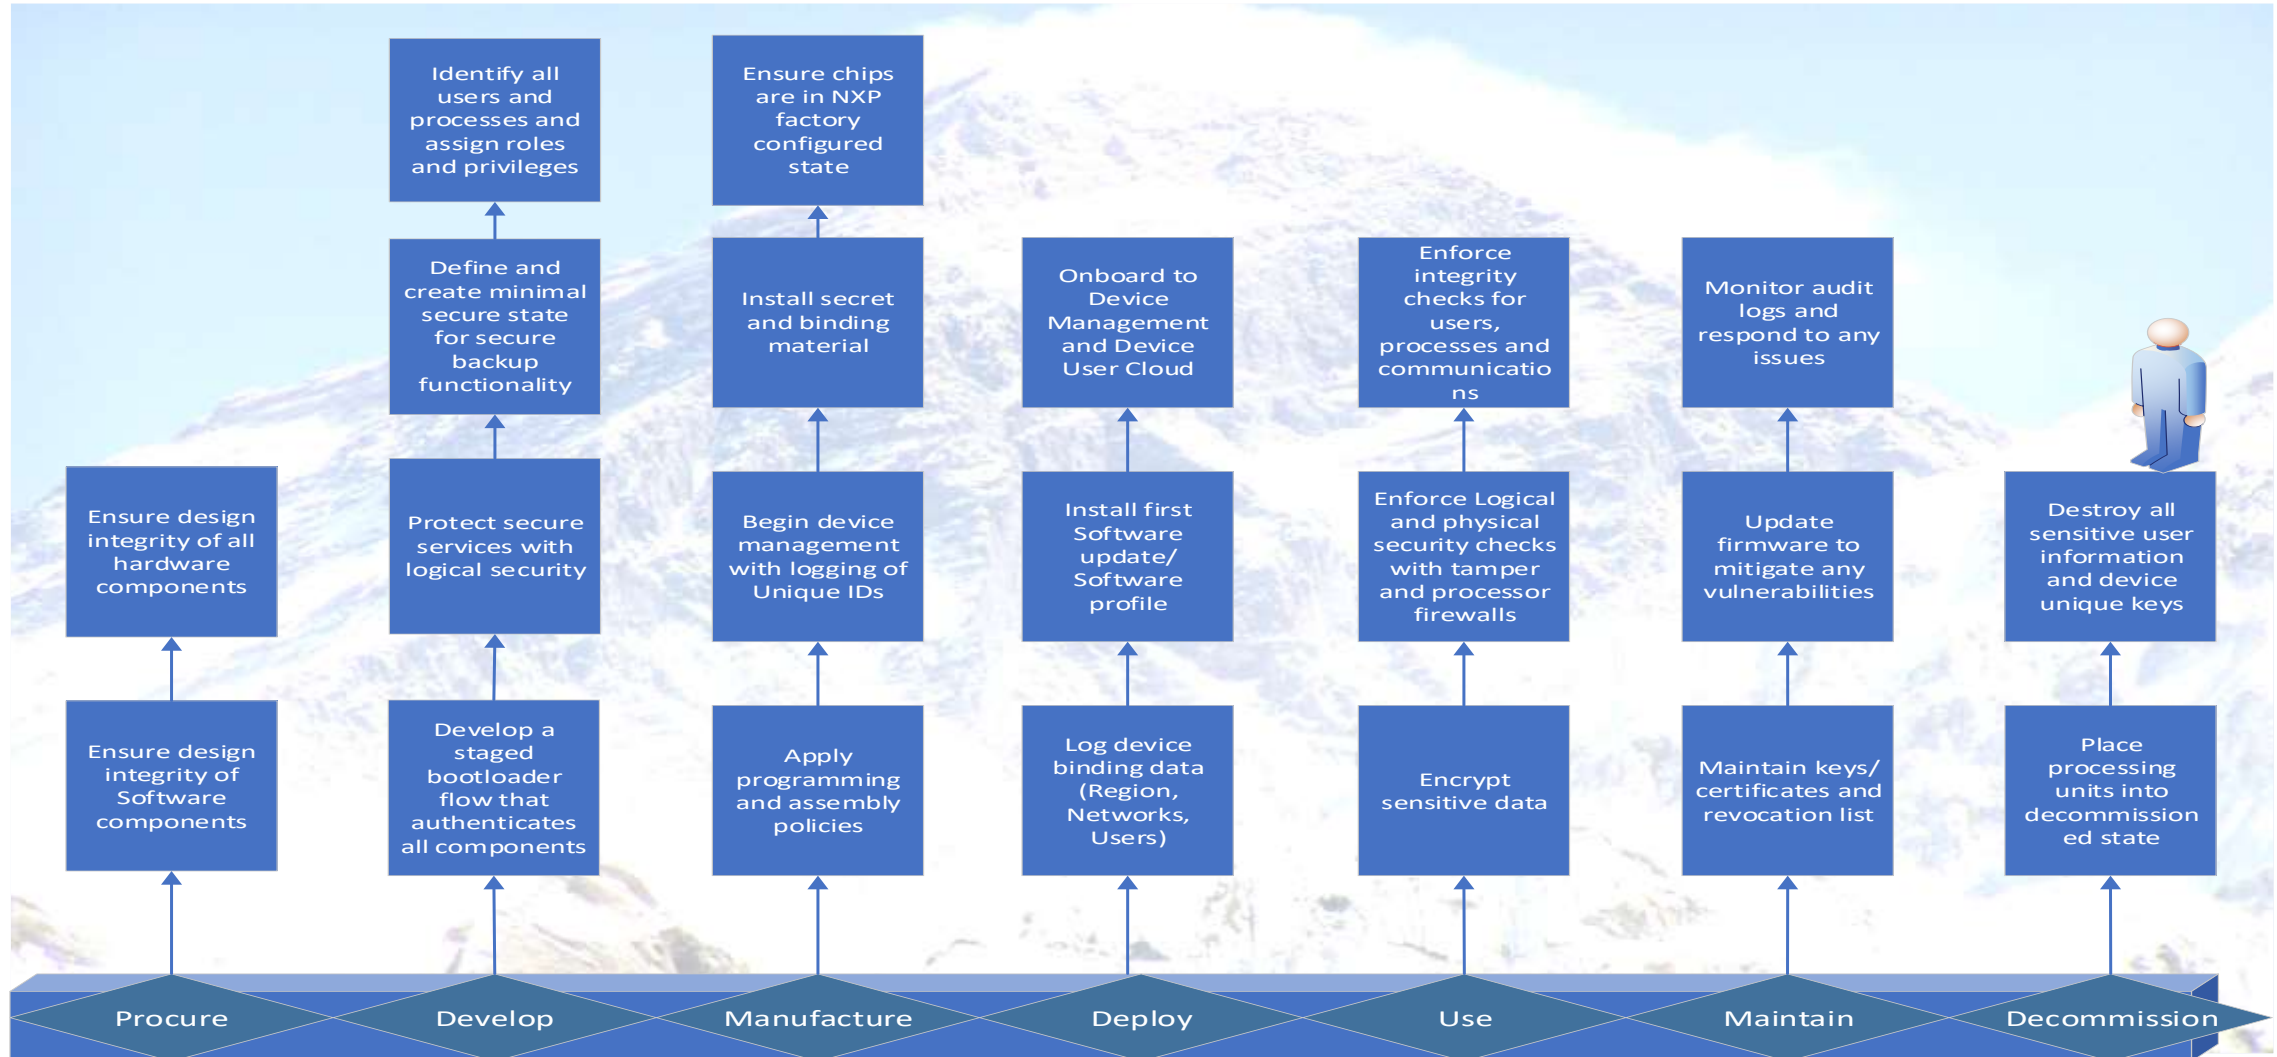 Identify all
users and
processes and
assign roles
and privileges
Ensure chips
are in NXP
factory
configured
state
Define and
create minimal
secure state
for secure
backup
functionality
Install secret
and binding
material
Onboard to
Device
Management
and Device
User Cloud
Enforce
integrity
checks for
users,
processes and
communicatio
ns
Monitor audit
logs and
respond to any
issues
Ensure design
integrity of all
hardware
components
Protect secure
services with
logical security
Begin device
management
with logging of
Unique IDs
Install first
Software
update/
Software
profile
Enforce Logical
and physical
security checks
with tamper
and processor
firewalls
Update
firmware to
mitigate any
vulnerabilities
Destroy all
sensitive user
information
and device
unique keys
Ensure design
integrity of
Software
components
Develop a
staged
bootloader
flow that
authenticates
all components
Apply
programming
and assembly
policies
Log device
binding data
(Region,
Networks,
Users)
Encrypt
sensitive data
Maintain keys/
certificates and
revocation list
Place
processing
units into
decommission
ed state
Procure
Develop
Manufacture
Deploy
Use
Maintain
Decommission